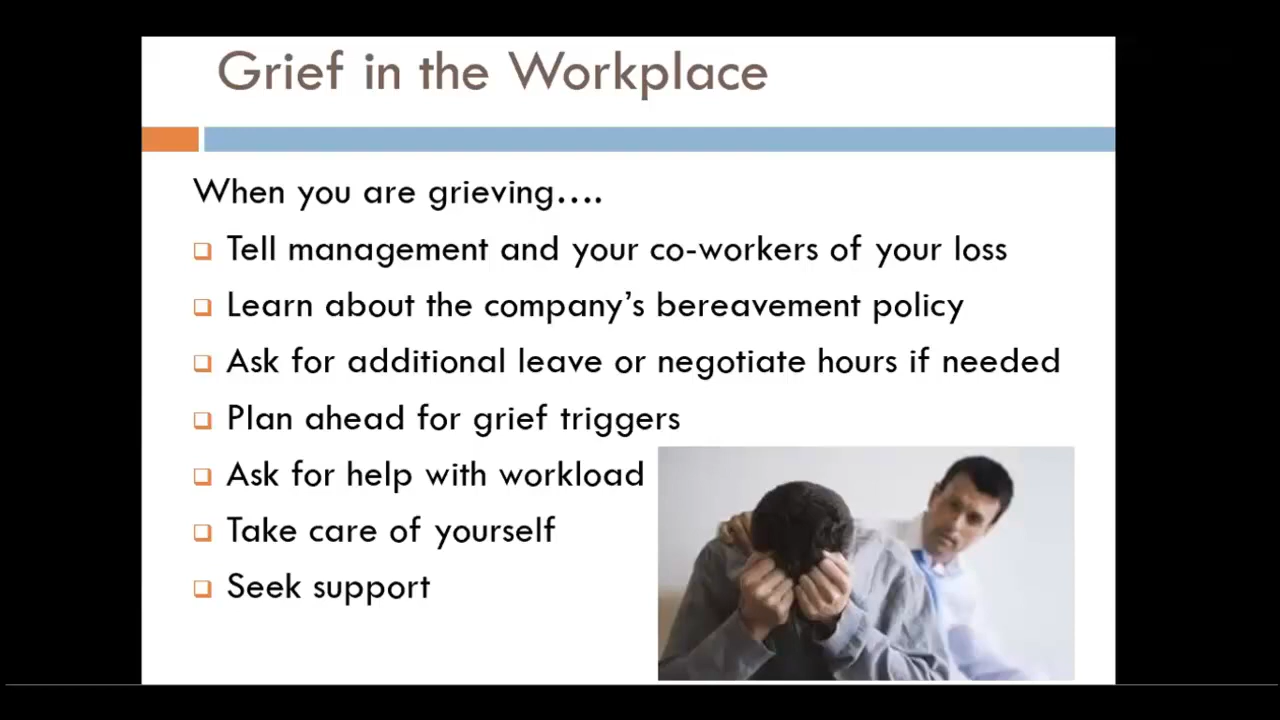 Grief in the Workplace
When you are grieving....
Tell management and your co-workers of your loss
Learn about the company's bereavement policy
Ask for additional leave or negotiate hours if needed
Plan ahead for grief triggers
Ask for help with workload
Take care of yourself
Seek support